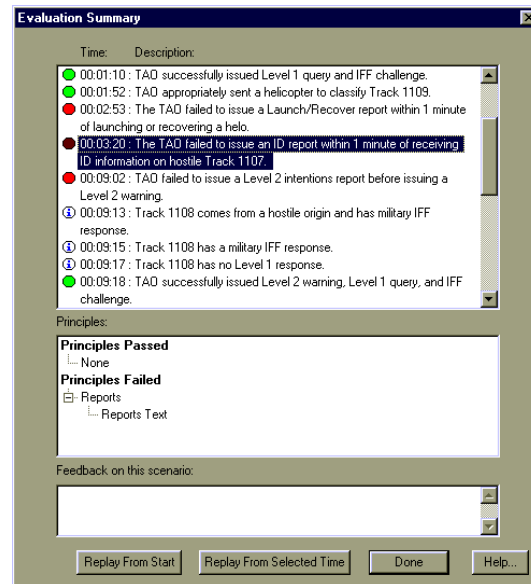 Evaluation Summary
Time: Description:
00:01:10 : TAO successfully issued Level 1 query and IFF challenge.
00:01:52 : TAO appropriately sent a helicopter to classify Track 1109.
00:02:53 : The TAO failed to issue a Launch/Recover report within 1 minute
of launching or recovering a helo.
00:03:20 : The TAO failed to issue an ID report within 1 minute of receiving
ID information on hostile Track 1107.
00:09:02 : TAO failed to issue a Level 2 intentions report before issuing a
Level 2 warning.
00:09:13 : Track 1108 comes from a hostile origin and has military IFF
response.
00:09:15 : Track 1108 has a military IFF response.
00:09:17 : Track 1108 has no Level 1 response.
00:09:18 : TAO successfully issued Level 2 warning, Level 1 query, and IFF
challenge.
Principles:
Principles Passed
None
Principles Failed
Reports
Reports Text
Feedback on this scenario:
Replay From Start Replay From Selected Time Done Help...